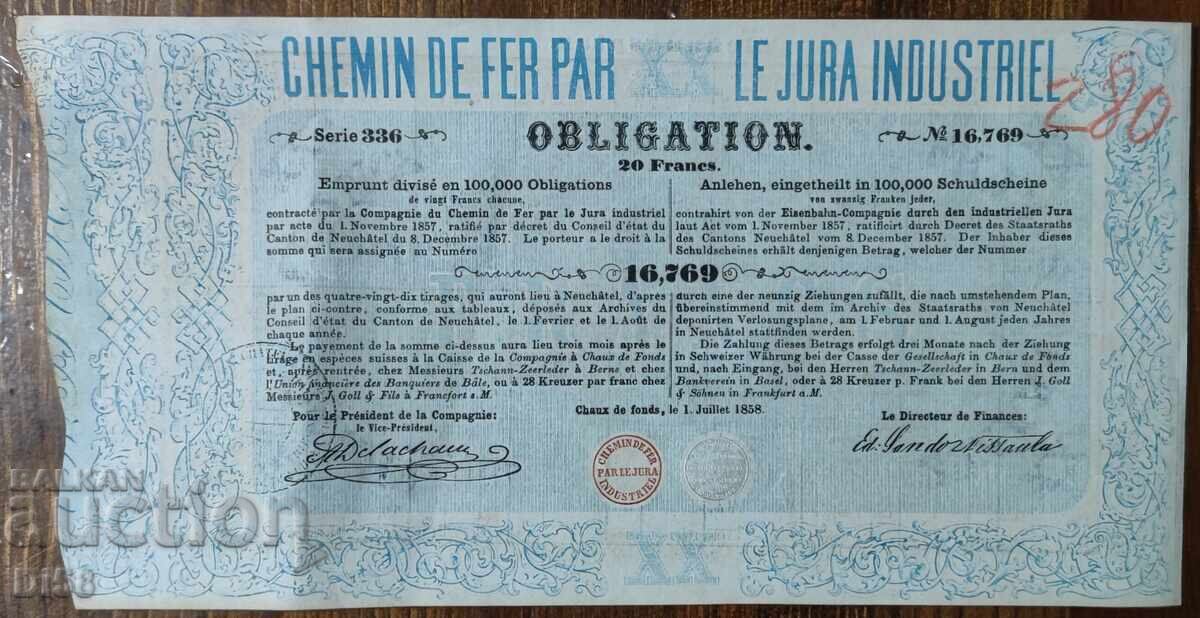 CHEMIN DE FER PAR XX LE JURA INDUSTRIEL
280
Serie 336
OBLIGATION.
No 16,769
20 Francs.
Emprunt divisé en 100,000 Obligations
de vingt Francs chacune,
contracté par la Compagnie du Chemin de Fer par le Jura industriel
par acte du 1. Novembre 1857, ratifié par décret du Conseil d'état du
Canton de Neuchâtel du 8. Decembre 1857. Le porteur a le droit à la
somme qui sera assignée au Numéro
Anlehen, eingetheilt in 100,000 Schuldscheine
von zwanzig Franken jeder,
contrahirt von der Eisenbahn-Compagnie durch den industriellen Jura
laut Act vom 1. November 1857, ratificirt durch Decret des Staatsraths
des Cantons Neuchâtel vom 8. December 1857. Der Inhaber dieses
Schuldscheines erhält denjenigen Betrag, welcher der Nummer
16,769
par un des quatre-vingt-dix tirages, qui auront lieu à Neuchâtel, d'après
le plan ci-contre, conforme aux tableaux, déposés aux Archives du
Conseil d'état du Canton de Neuchâtel, le 1. Fevrier et le 1. Août de
chaque année.
Le payement de la somme ci-dessus aura lieu trois mois après le
tirage en espèces suisses à la Caisse de la Compagnie à Chaux de Fonds
et, après rentrée, chez Messieurs Tschann-Zeerleder à Berne et chez
l'Union financière des Banquiers de Bâle, ou à 28 Kreuzer par franc chez
Messieurs J. Goll & Fils à Francfort s.M.
durch eine der neunzig Ziehungen zufällt, die nach umstehendem Plan,
übereinstimmend mit dem im Archiv des Staatsraths von Neuchâtel
deponirten Verlosungsplane, am 1. Februar und 1. August jeden Jahres
in Neuchâtel stattfinden werden.
Die Zahlung dieses Betrags erfolgt drei Monate nach der Ziehung
in Schweizer Währung bei der Casse der Gesellschaft in Chaux de Fonds
und, nach Eingang, bei den Herren Tschann-Zeerleder in Bern und dem
Bankverein in Basel, oder à 28 Kreuzer p. Frank bei den Herren J. Goll
& Söhnen in Frankfurt a.M.
Chaux de fonds, le 1. Juillet 1858.
Pour le Président de la Compagnie:
le Vice-Président,
Le Directeur de Finances:
CHEMIN DE FER
PAR LE JURA
INDUSTRIEL
XX
BALKAN
auction
D158